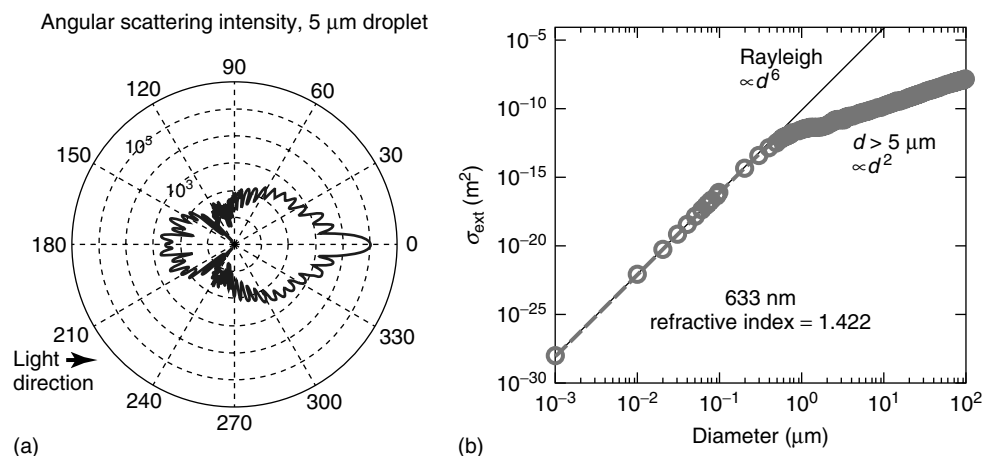 Angular scattering intensity, 5 μm droplet
90
120
60
150
30
10⁵
10³
180
0
210
330
240
300
270
Light
direction
(a)
10⁻⁵
10⁻¹⁰
10⁻¹⁵
10⁻²⁰
10⁻²⁵
10⁻³⁰
σext (m²)
Rayleigh
∝d⁶
d > 5 μm
∝d²
633 nm
refractive index = 1.422
10⁻³
10⁻²
10⁻¹
10⁰
10¹
10²
Diameter (μm)
(b)